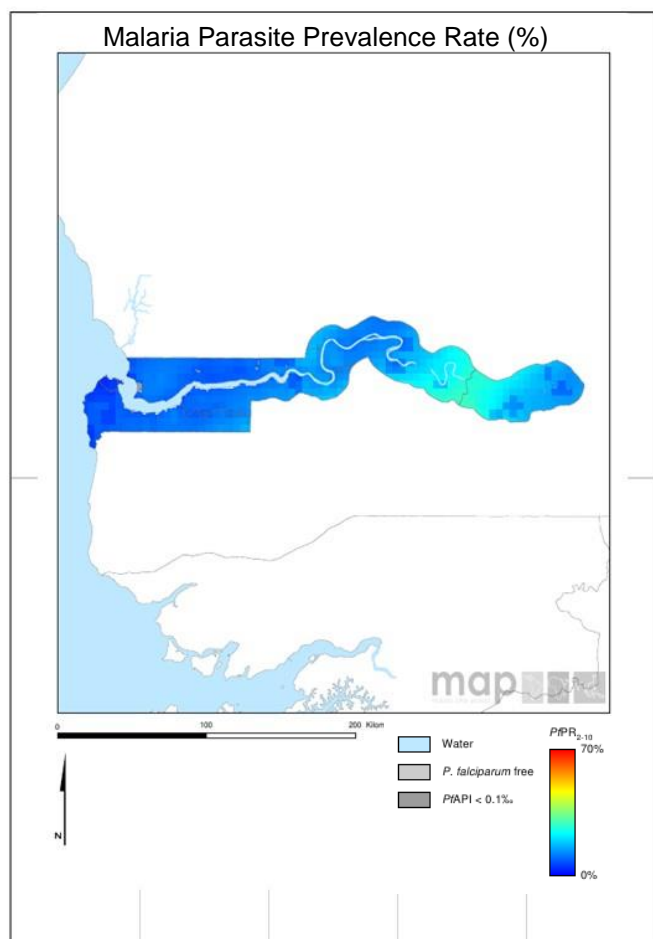 Malaria Parasite Prevalence Rate (%)
map
0 100 200 Kilom
Water
P. falciparum free
PfAPI < 0.1‰
PfPR2-10
70%
0%
N